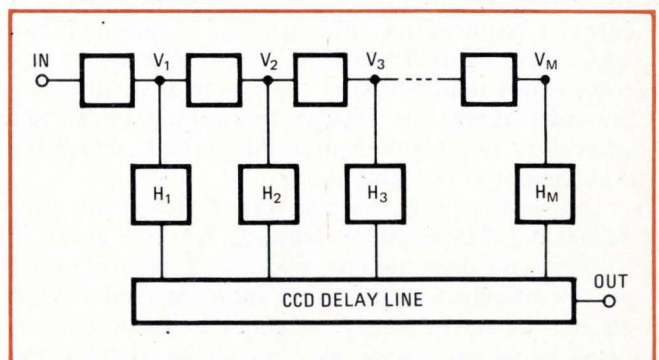 IN V1 V2 V3 VM
H1 H2 H3 HM
OUT
CCD DELAY LINE